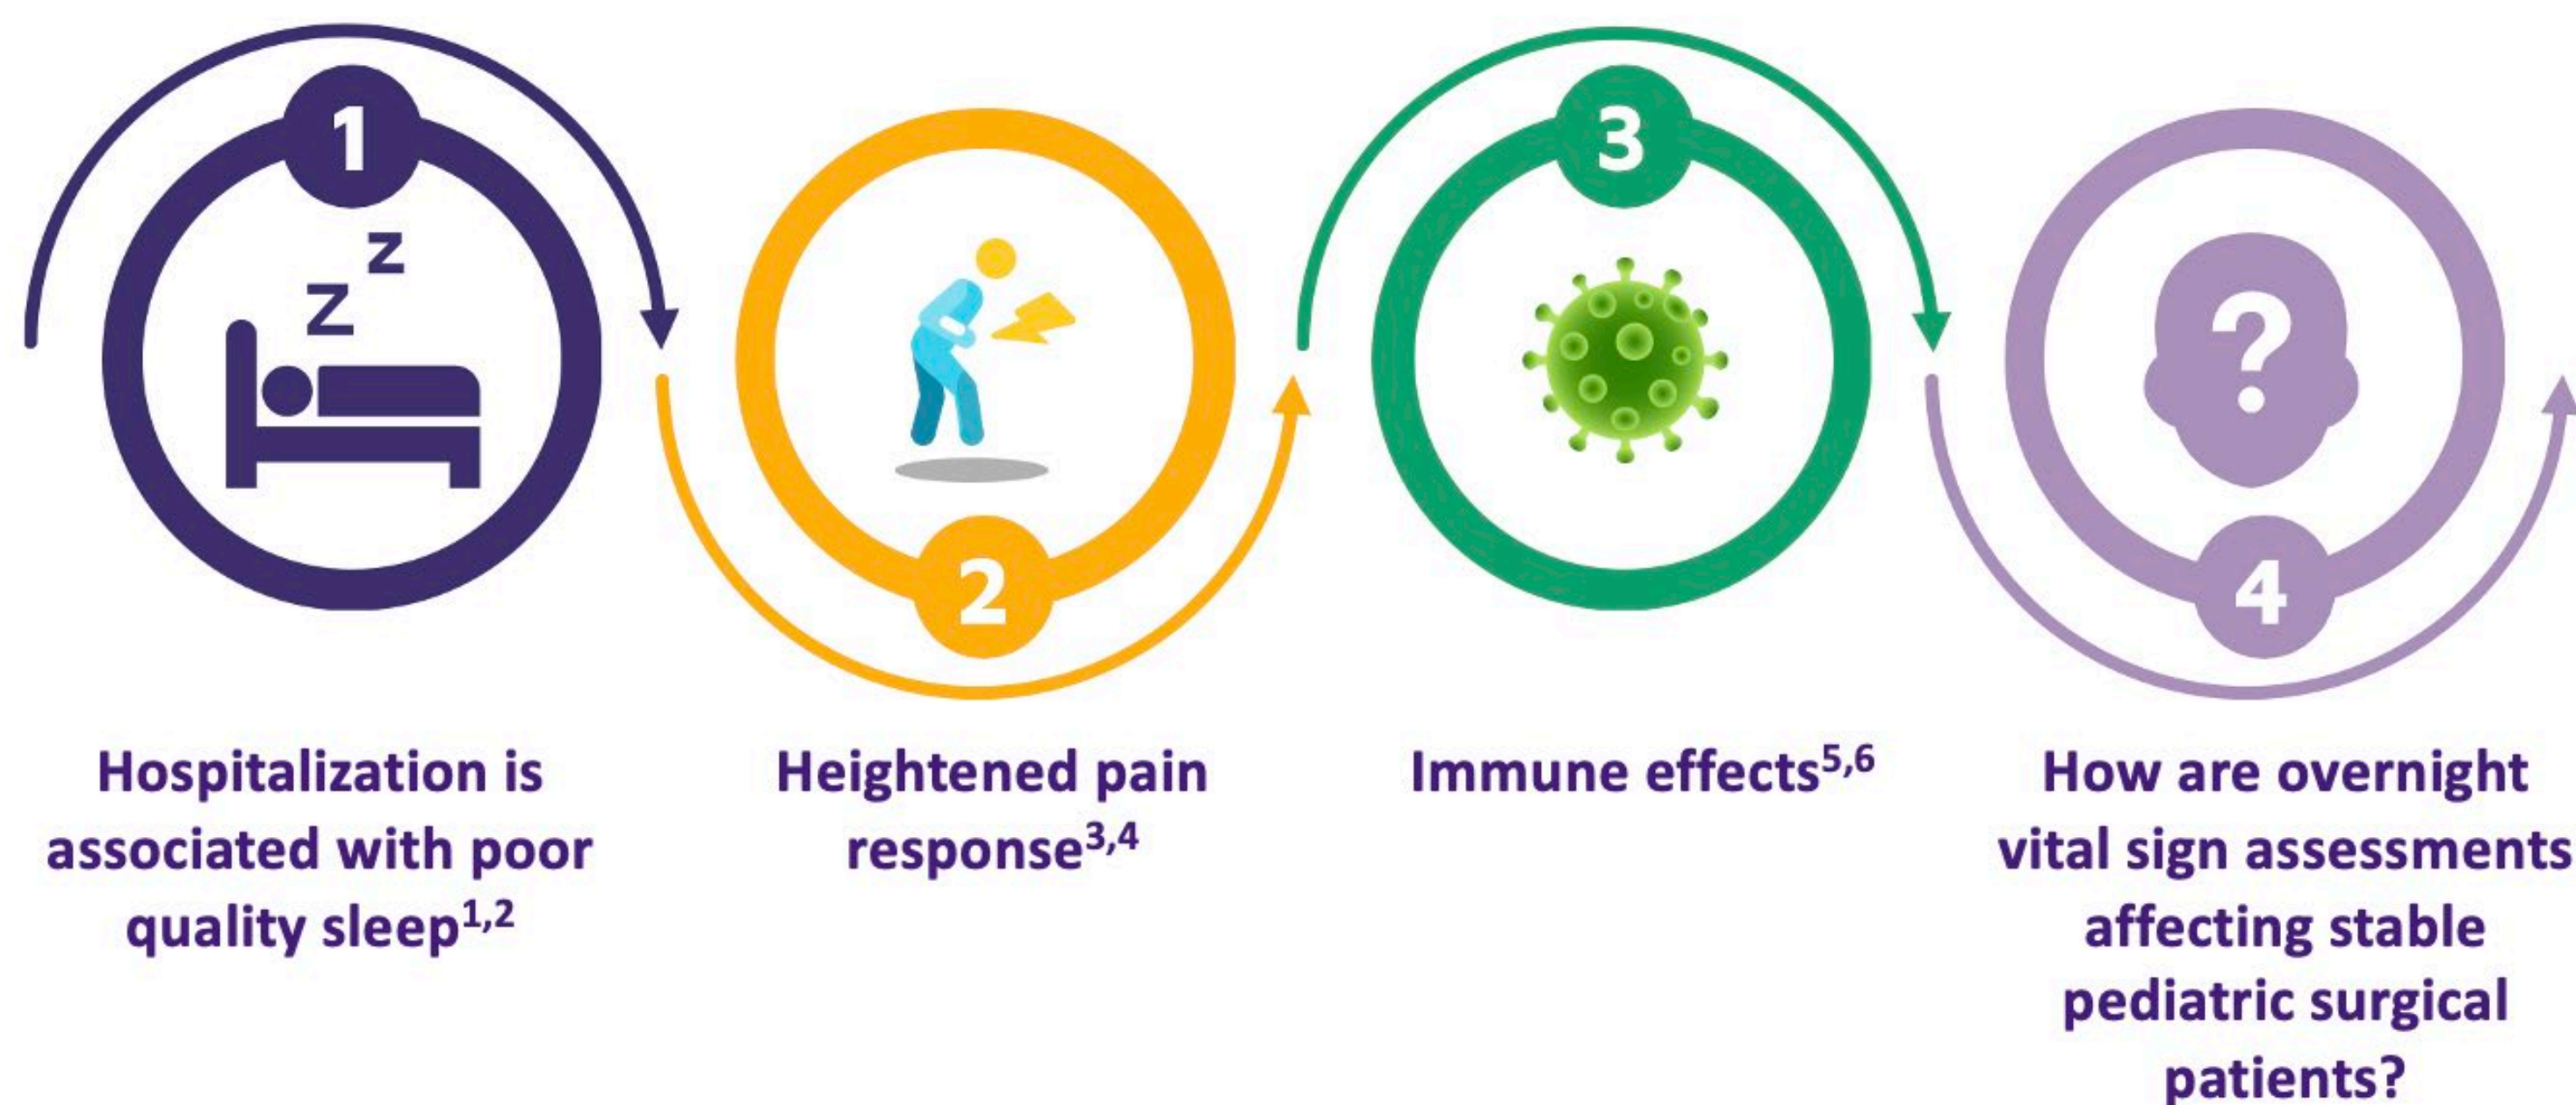 1
z
Z
Hospitalization is
associated with poor
quality sleep1,2
2
Heightened pain
response3,4
3
Immune effects5,6
?
4
How are overnight
vital sign assessments
affecting stable
pediatric surgical
patients?